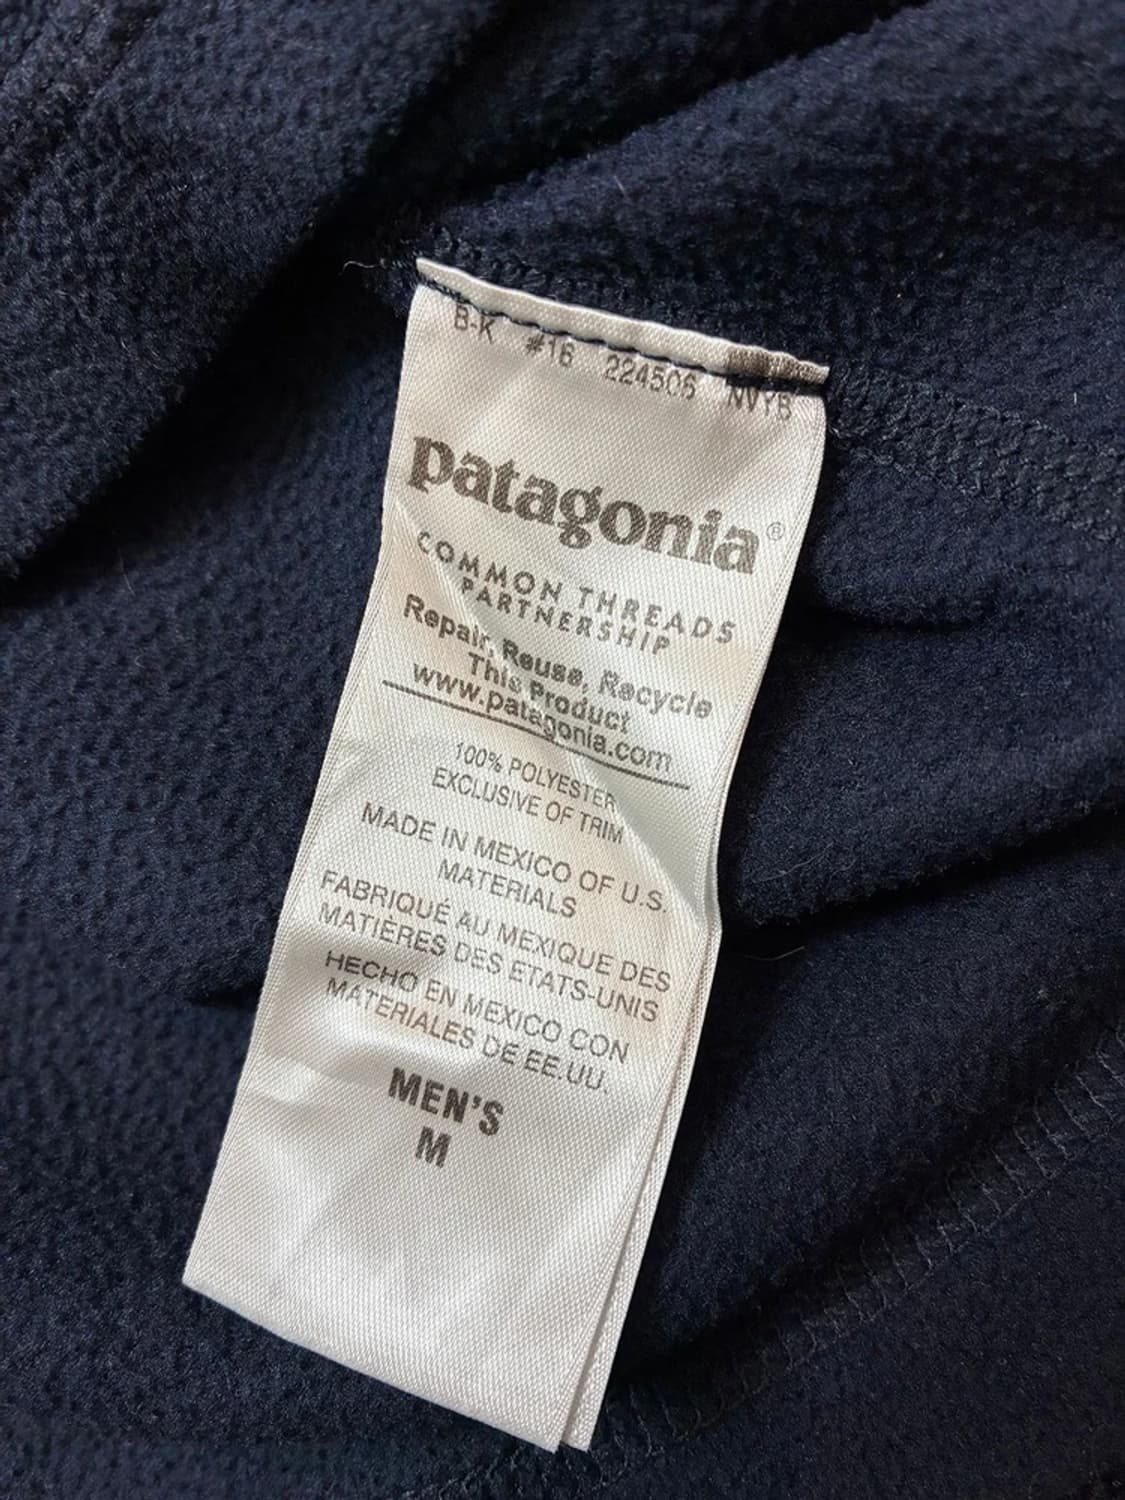 B-K #16 224506 NVYB
patagonia®
COMMON THREADS
PARTNERSHIP
Repair, Reuse, Recycle
This Product
www.patagonia.com
100% POLYESTER
EXCLUSIVE OF TRIM
MADE IN MEXICO OF U.S.
MATERIALS
FABRIQUÉ AU MEXIQUE DES
MATIÈRES DES ETATS-UNIS
HECHO EN MEXICO CON
MATERIALES DE EE.UU.
MEN'S
M